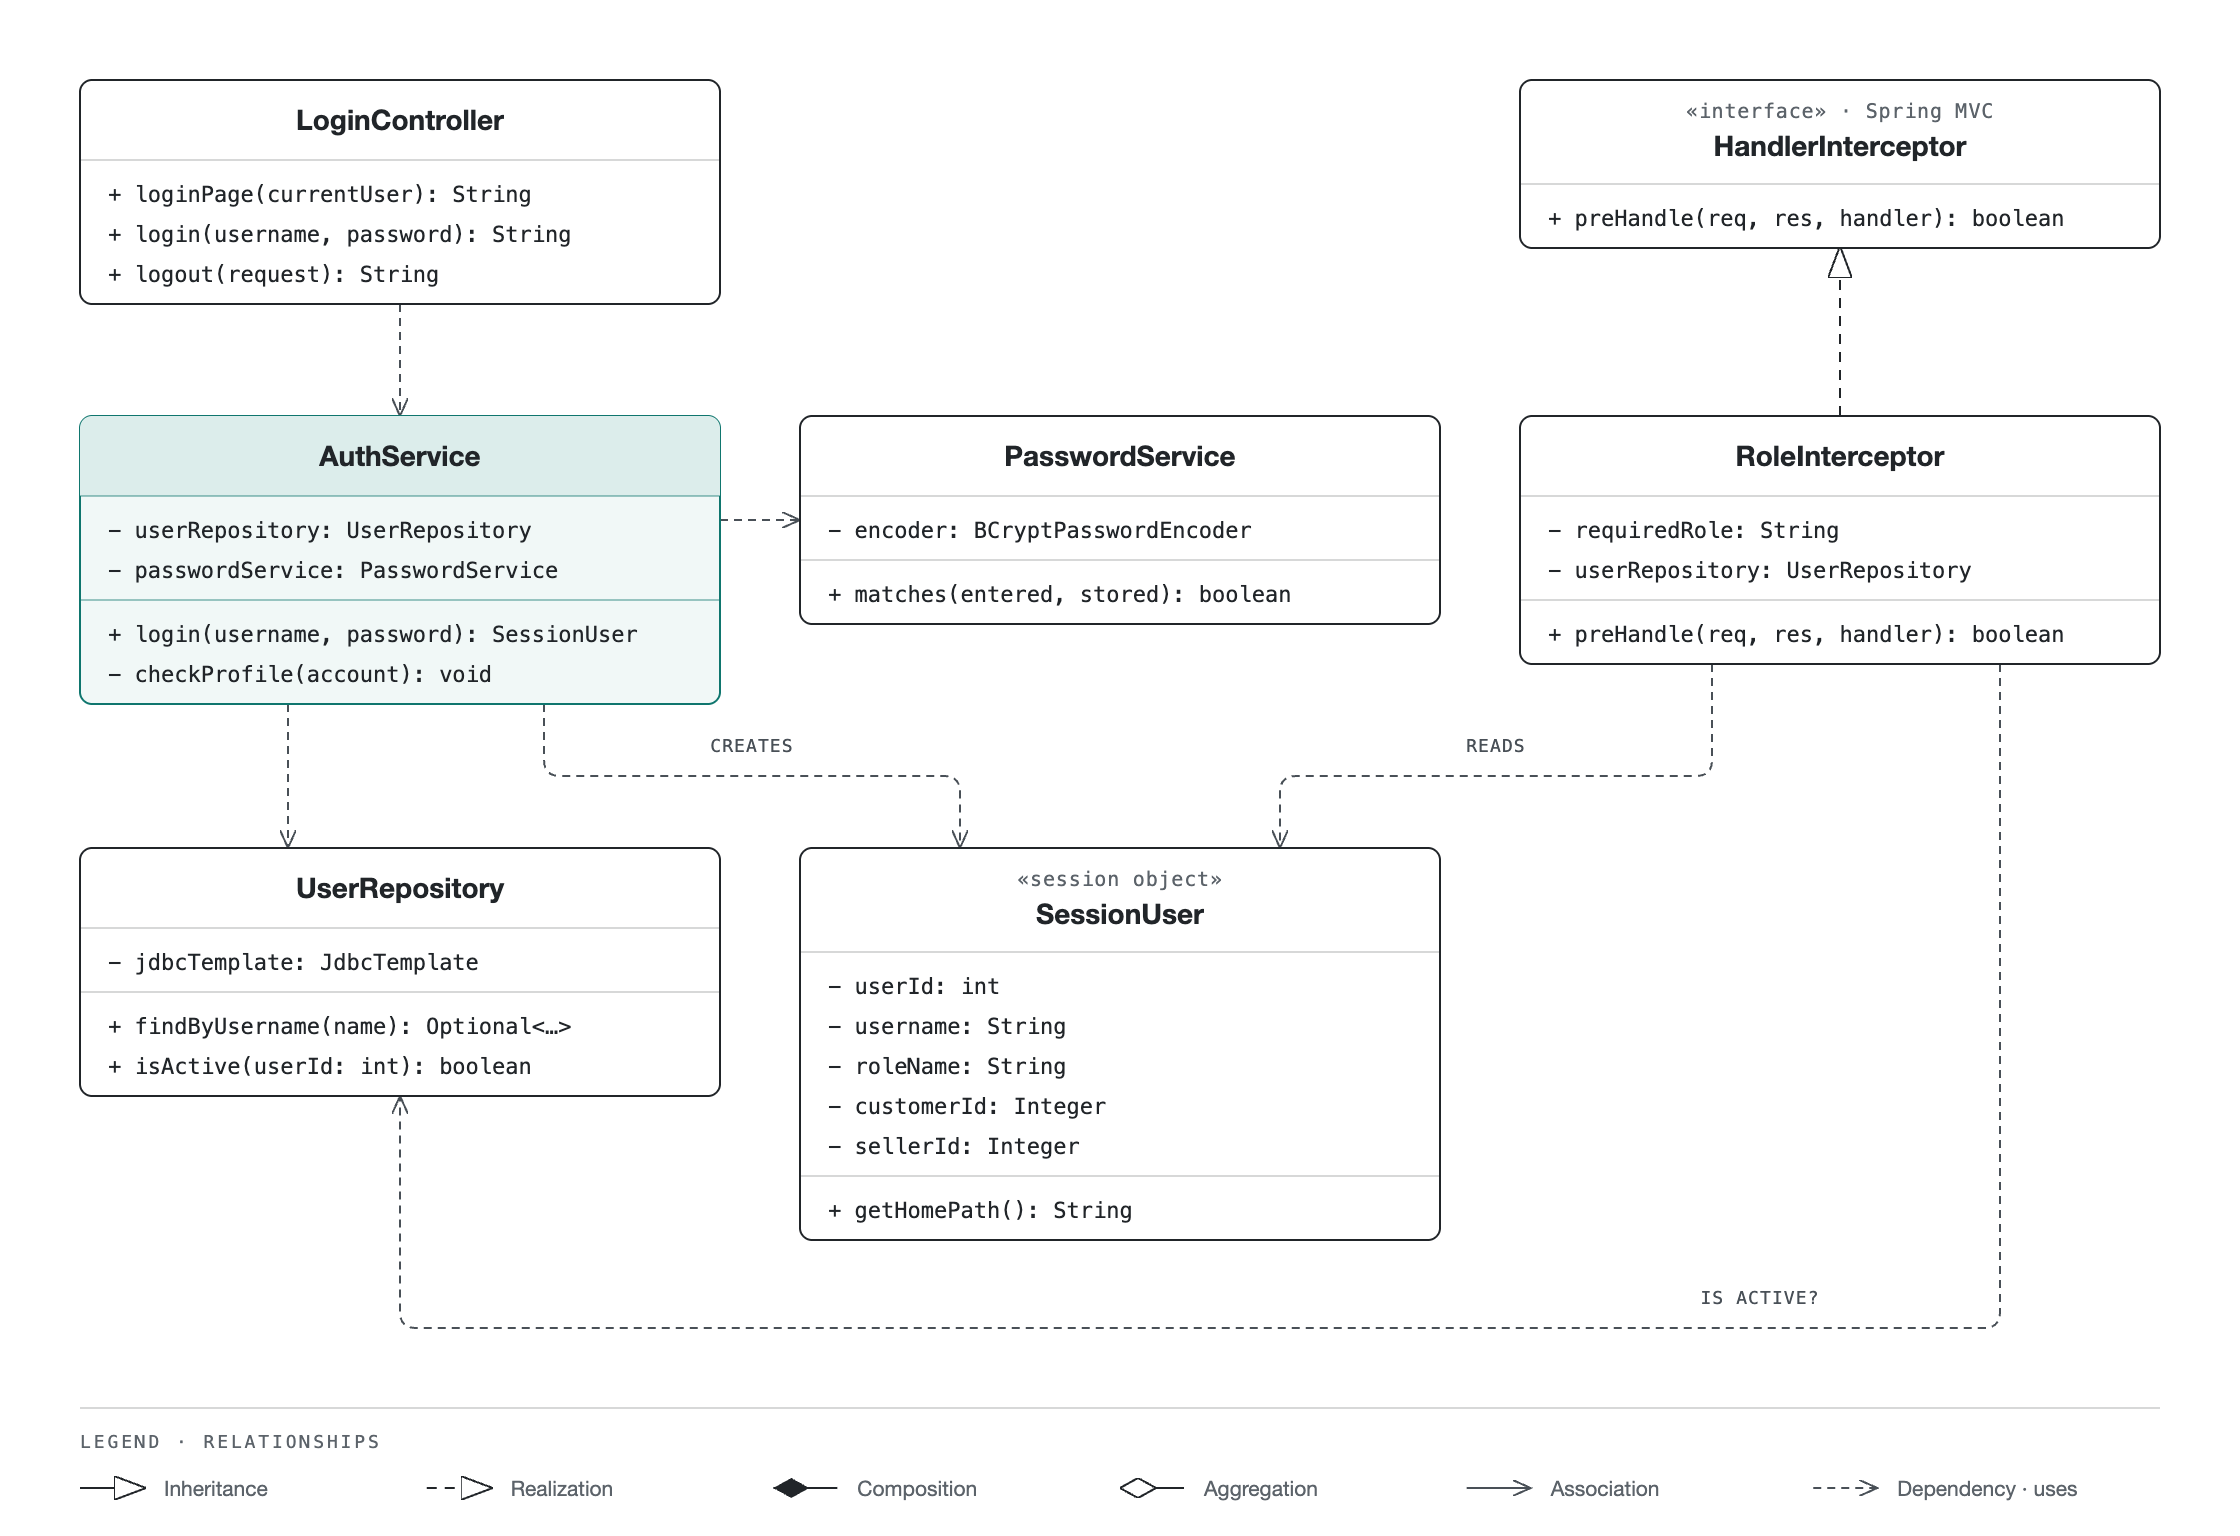 LoginController
+ loginPage(currentUser): String
+ login(username, password): String
+ logout(request): String
«interface» · Spring MVC
HandlerInterceptor
+ preHandle(req, res, handler): boolean
AuthService
− userRepository: UserRepository
− passwordService: PasswordService
+ login(username, password): SessionUser
− checkProfile(account): void
PasswordService
− encoder: BCryptPasswordEncoder
+ matches(entered, stored): boolean
RoleInterceptor
− requiredRole: String
− userRepository: UserRepository
+ preHandle(req, res, handler): boolean
CREATES
READS
UserRepository
− jdbcTemplate: JdbcTemplate
+ findByUsername(name): Optional<…>
+ isActive(userId: int): boolean
«session object»
SessionUser
− userId: int
− username: String
− roleName: String
− customerId: Integer
− sellerId: Integer
+ getHomePath(): String
IS ACTIVE?
LEGEND · RELATIONSHIPS
Inheritance
Realization
Composition
Aggregation
Association
Dependency · uses